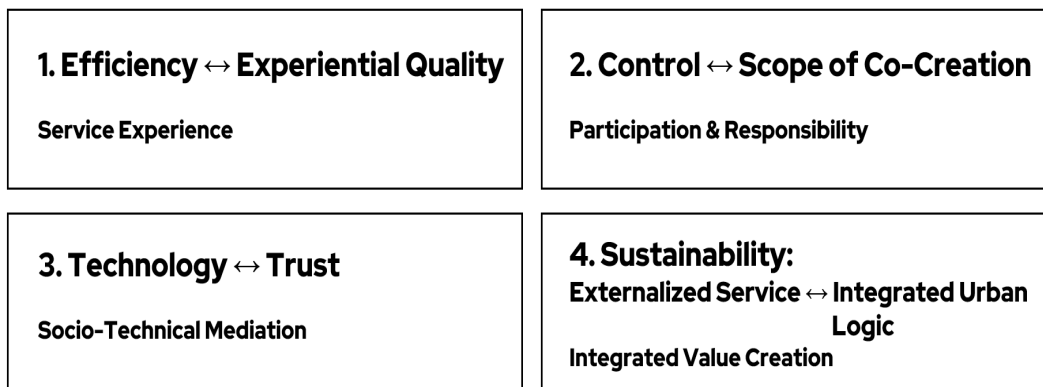 1. Efficiency ↔ Experiential Quality
Service Experience
2. Control ↔ Scope of Co-Creation
Participation & Responsibility
3. Technology ↔ Trust
Socio-Technical Mediation
4. Sustainability:
Externalized Service ↔ Integrated Urban
Logic
Integrated Value Creation